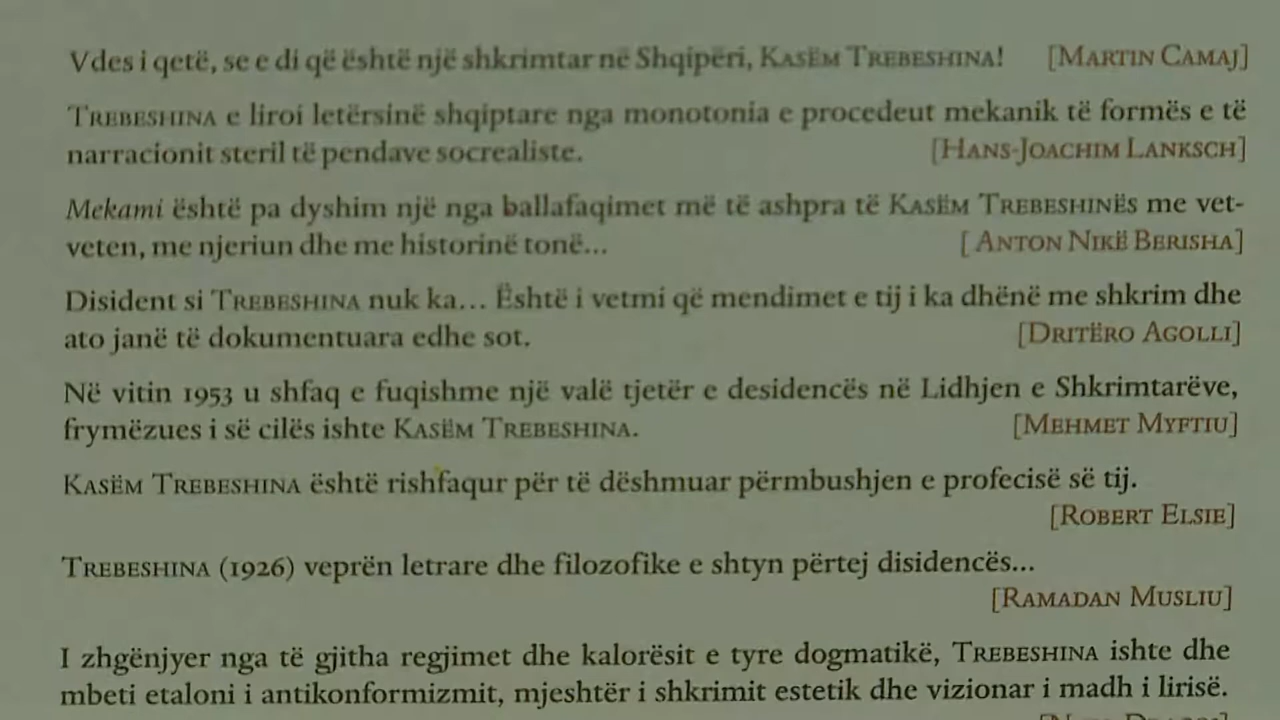 Vdes i qetë, se e di që është një shkrimtar në Shqipëri, Kasëm Trebeshina! [Martin Camaj]
Trebeshina e liroi letërsinë shqiptare nga monotonia e procedeut mekanik të formës e të
narracionit steril të pendave socrealiste. [Hans-Joachim Lanksch]
Mekami është pa dyshim një nga ballafaqimet më të ashpra të Kasëm Trebeshinës me vet-
veten, me njeriun dhe me historinë tonë... [ Anton Nikë Berisha]
Disident si Trebeshina nuk ka... Është i vetmi që mendimet e tij i ka dhënë me shkrim dhe
ato janë të dokumentuara edhe sot. [Dritëro Agolli]
Në vitin 1953 u shfaq e fuqishme një valë tjetër e desidencës në Lidhjen e Shkrimtarëve,
frymëzues i së cilës ishte Kasëm Trebeshina. [Mehmet Myftiu]
Kasëm Trebeshina është rishfaqur për të dëshmuar përmbushjen e profecisë së tij.
[Robert Elsie]
Trebeshina (1926) veprën letrare dhe filozofike e shtyn përtej disidencës...
[Ramadan Musliu]
I zhgënjyer nga të gjitha regjimet dhe kalorësit e tyre dogmatikë, Trebeshina ishte dhe
mbeti etaloni i antikonformizmit, mjeshtër i shkrimit estetik dhe vizionar i madh i lirisë.